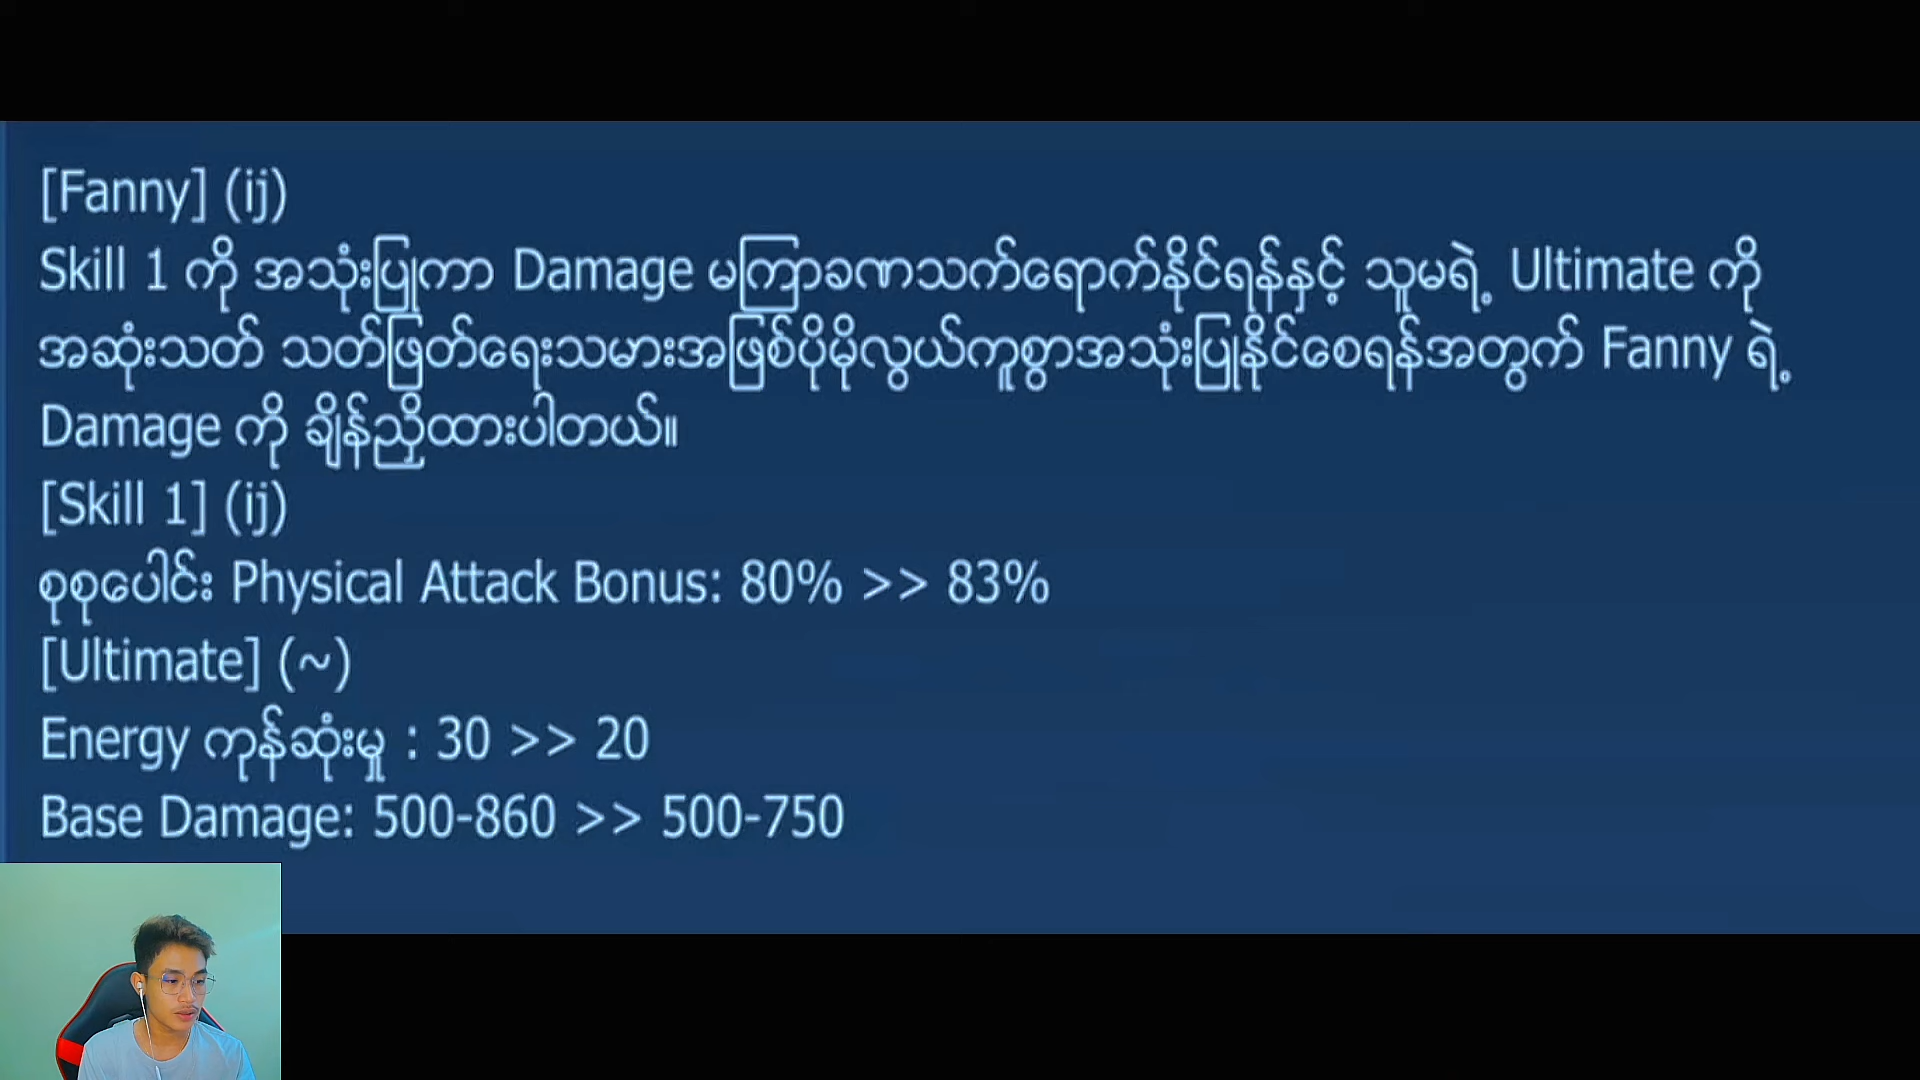 [Fanny] (ij)
Skill 1 ကို အသုံးပြုကာ Damage မကြာခဏသက်ရောက်နိုင်ရန်နှင့် သူမရဲ့ Ultimate ကို
အဆုံးသတ် သတ်ဖြတ်ရေးသမားအဖြစ်ပိုမိုလွယ်ကူစွာအသုံးပြုနိုင်စေရန်အတွက် Fanny ရဲ့
Damage ကို ချိန်ညှိထားပါတယ်။
[Skill 1] (ij)
စုစုပေါင်း Physical Attack Bonus: 80% >> 83%
[Ultimate] (~)
Energy ကုန်ဆုံးမှု : 30 >> 20
Base Damage: 500-860 >> 500-750